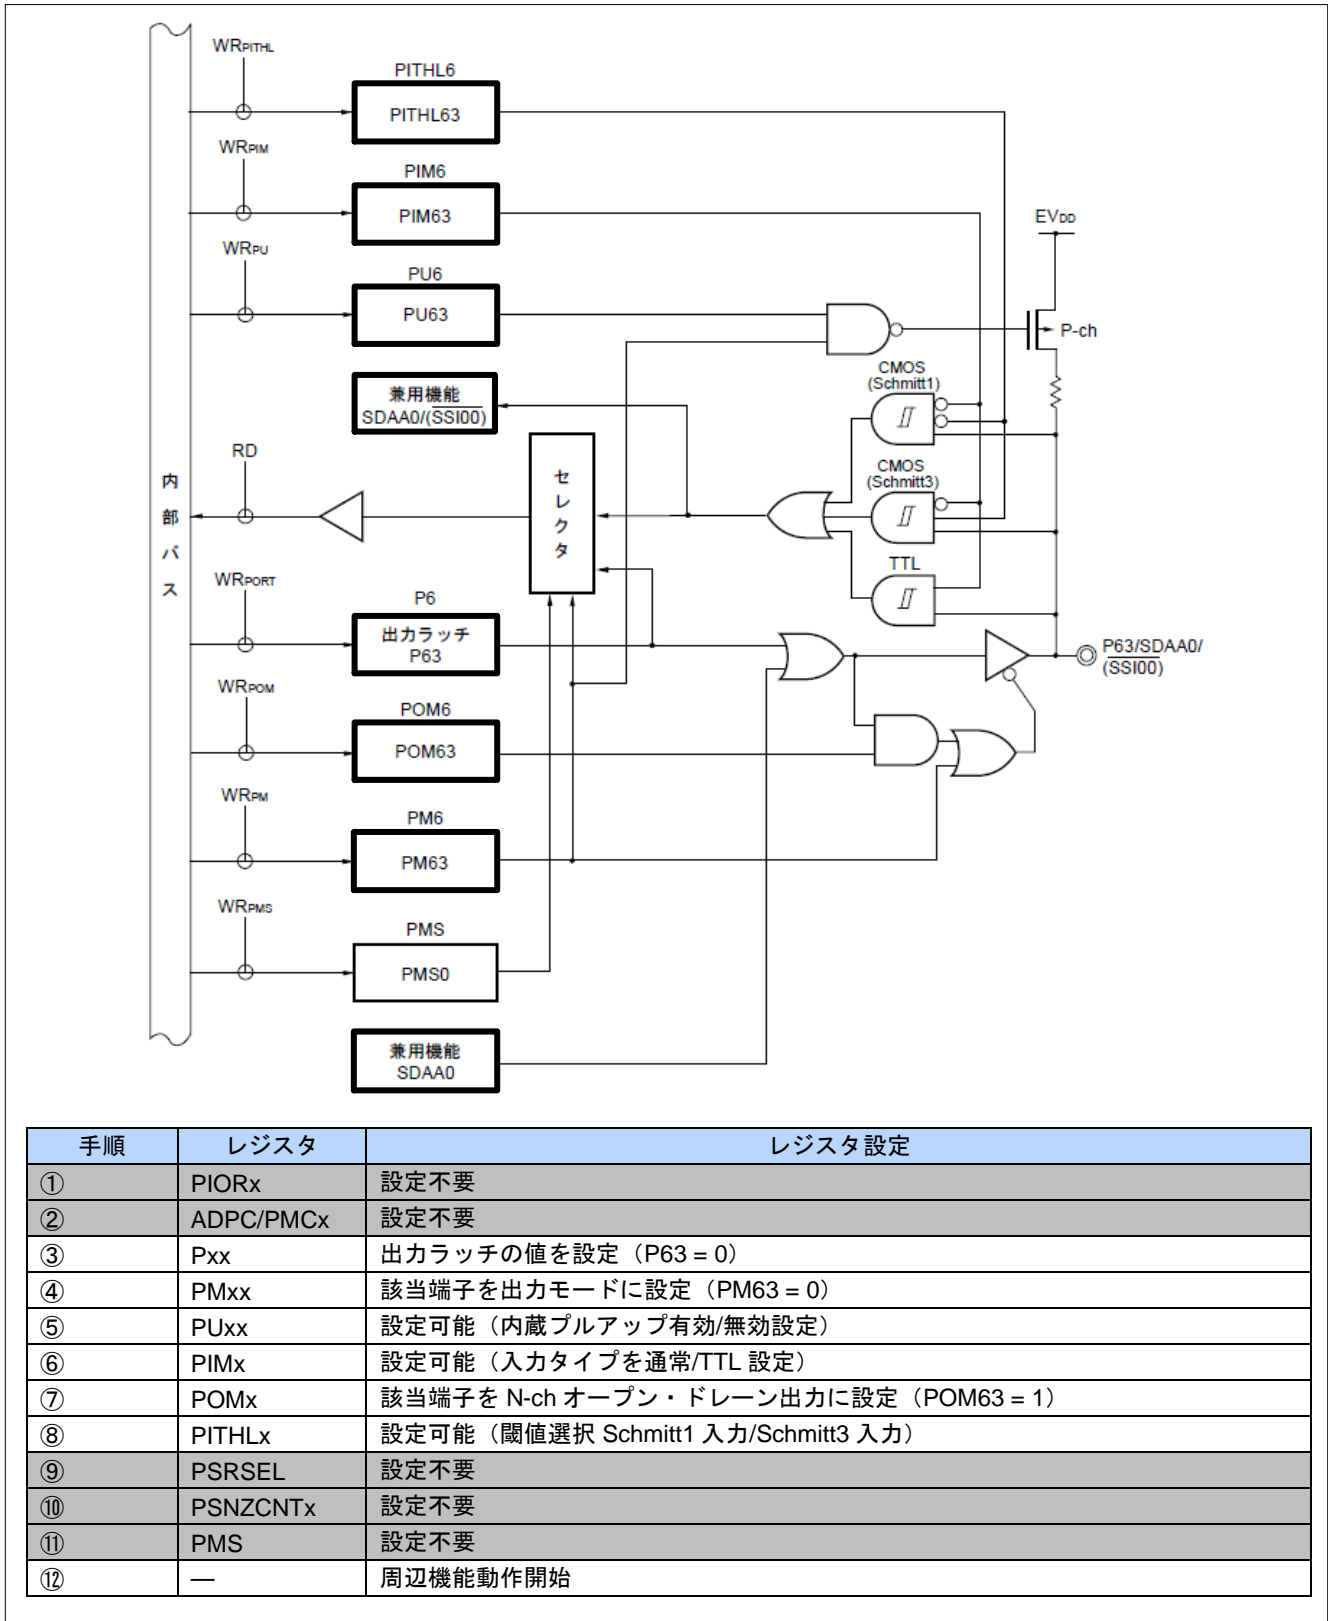 WRPITHL
PITHL6
PITHL63
WRPIM
PIM6
PIM63
EVDD
WRPU
PU6
PU63
P-ch
CMOS
(Schmitt1)
兼用機能
SDAA0/(SSI00)
RD
セレクタ
CMOS
(Schmitt3)
内部バス
TTL
WRPORT
P6
出力ラッチ
P63
P63/SDAA0/
(SSI00)
WRPOM
POM6
POM63
WRPM
PM6
PM63
WRPMS
PMS
PMS0
兼用機能
SDAA0
手順 レジスタ レジスタ設定
① PIORx 設定不要
② ADPC/PMCx 設定不要
③ Pxx 出力ラッチの値を設定（P63 = 0）
④ PMxx 該当端子を出力モードに設定（PM63 = 0）
⑤ PUxx 設定可能（内蔵プルアップ有効/無効設定）
⑥ PIMx 設定可能（入力タイプを通常/TTL 設定）
⑦ POMx 該当端子を N-ch オープン・ドレーン出力に設定（POM63 = 1）
⑧ PITHLx 設定可能（閾値選択 Schmitt1 入力/Schmitt3 入力）
⑨ PSRSEL 設定不要
⑩ PSNZCNTx 設定不要
⑪ PMS 設定不要
⑫ — 周辺機能動作開始